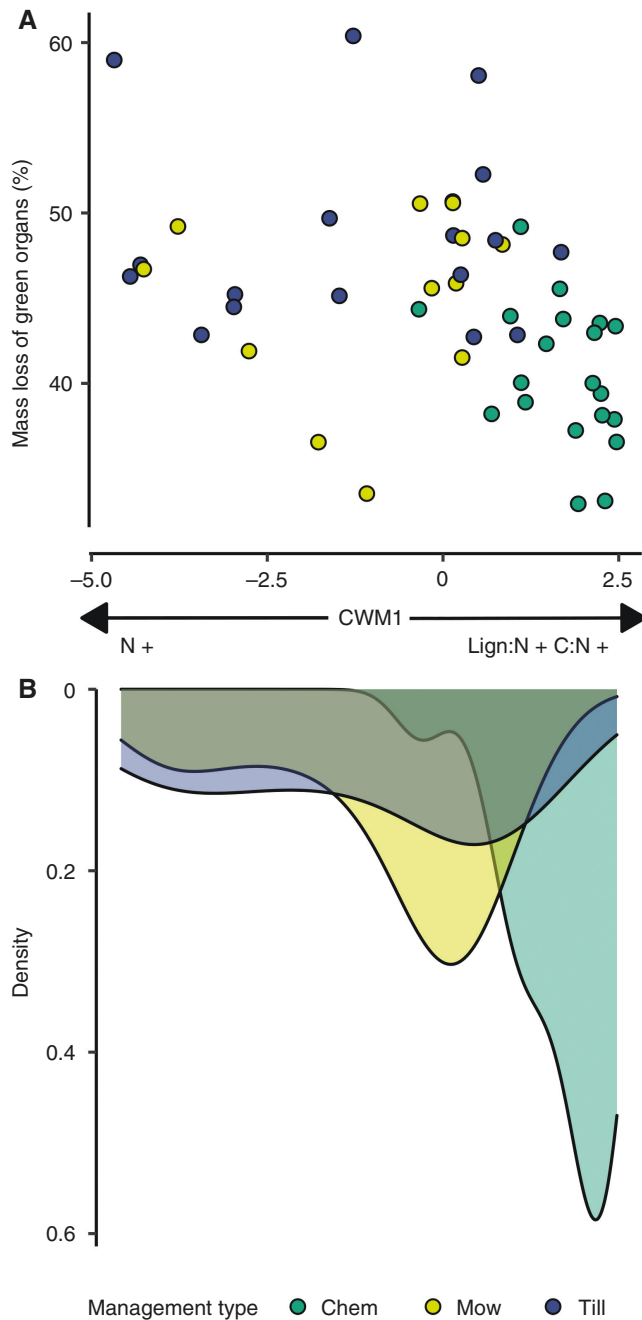 A
Mass loss of green organs (%)
60
50
40
−5.0 −2.5 0 2.5
CWM1
N + Lign:N + C:N +
B
Density
0
0.2
0.4
0.6
Management type Chem Mow Till